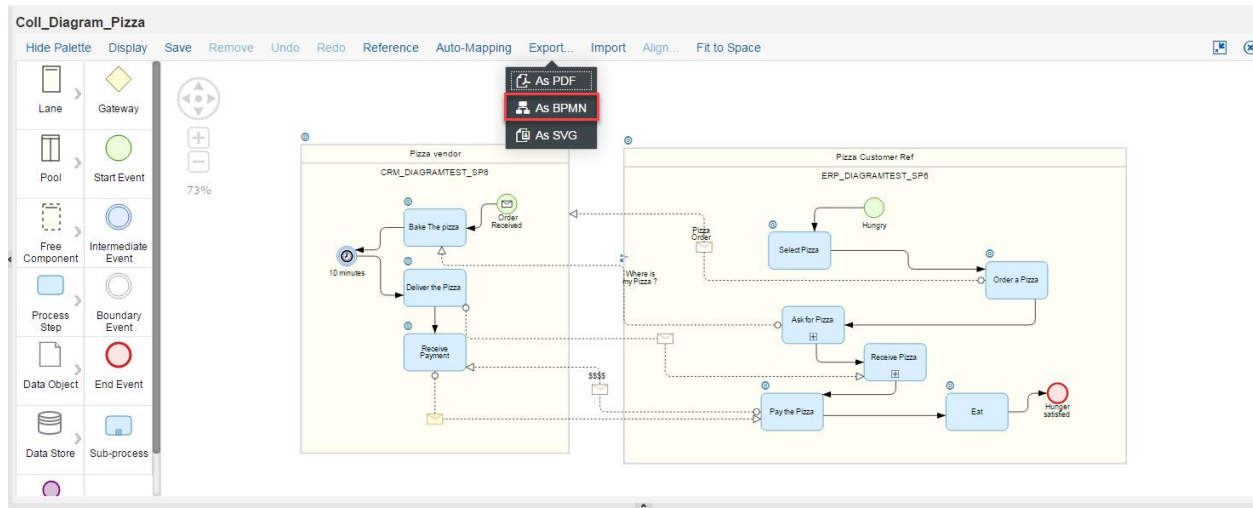 Coll_Diagram_Pizza
Hide Palette Display Save Remove Undo Redo Reference Auto-Mapping Export... Import Align... Fit to Space
As PDF
As BPMN
As SVG
Lane
Gateway
Pool
Start Event
Free
Component
Intermediate
Event
Process
Step
Boundary
Event
Data Object
End Event
Data Store
Sub-process
73%
Pizza vendor
CRM_DIAGRAMTEST_SP6
Bake The pizza
Order
Received
10 minutes
Deliver the Pizza
Receive
Payment
$$$$
Pizza
Order
Where is
my Pizza ?
Pizza Customer Ref
ERP_DIAGRAMTEST_SP6
Hungry
Select Pizza
Order a Pizza
Ask for Pizza
Receive Pizza
Pay the Pizza
Eat
Hunger
satisfied